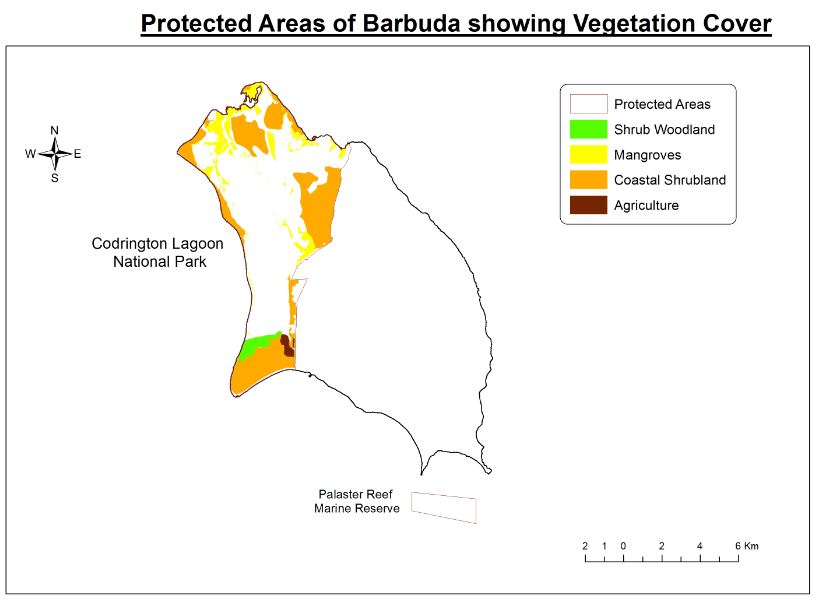 Protected Areas of Barbuda showing Vegetation Cover
N
W E
S
Protected Areas
Shrub Woodland
Mangroves
Coastal Shrubland
Agriculture
Codrington Lagoon
National Park
Palaster Reef
Marine Reserve
2 1 0 2 4 6 Km